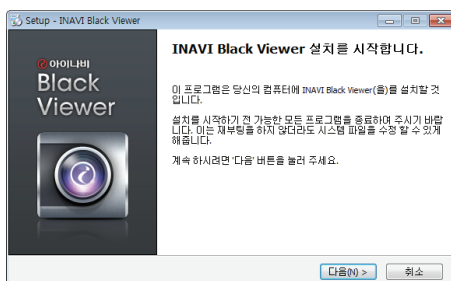 Setup - INAVI Black Viewer
아이나비
Black
Viewer
INAVI Black Viewer 설치를 시작합니다.
이 프로그램은 당신의 컴퓨터에 INAVI Black Viewer(을)를 설치할 것
입니다.
설치를 시작하기 전 가능한 모든 프로그램을 종료하여 주시기 바랍
니다. 이는 재부팅을 하지 않더라도 시스템 파일을 수정 할 수 있게
해줍니다.
계속 하시려면 '다음' 버튼을 눌러 주세요.
다음(N) >
취소